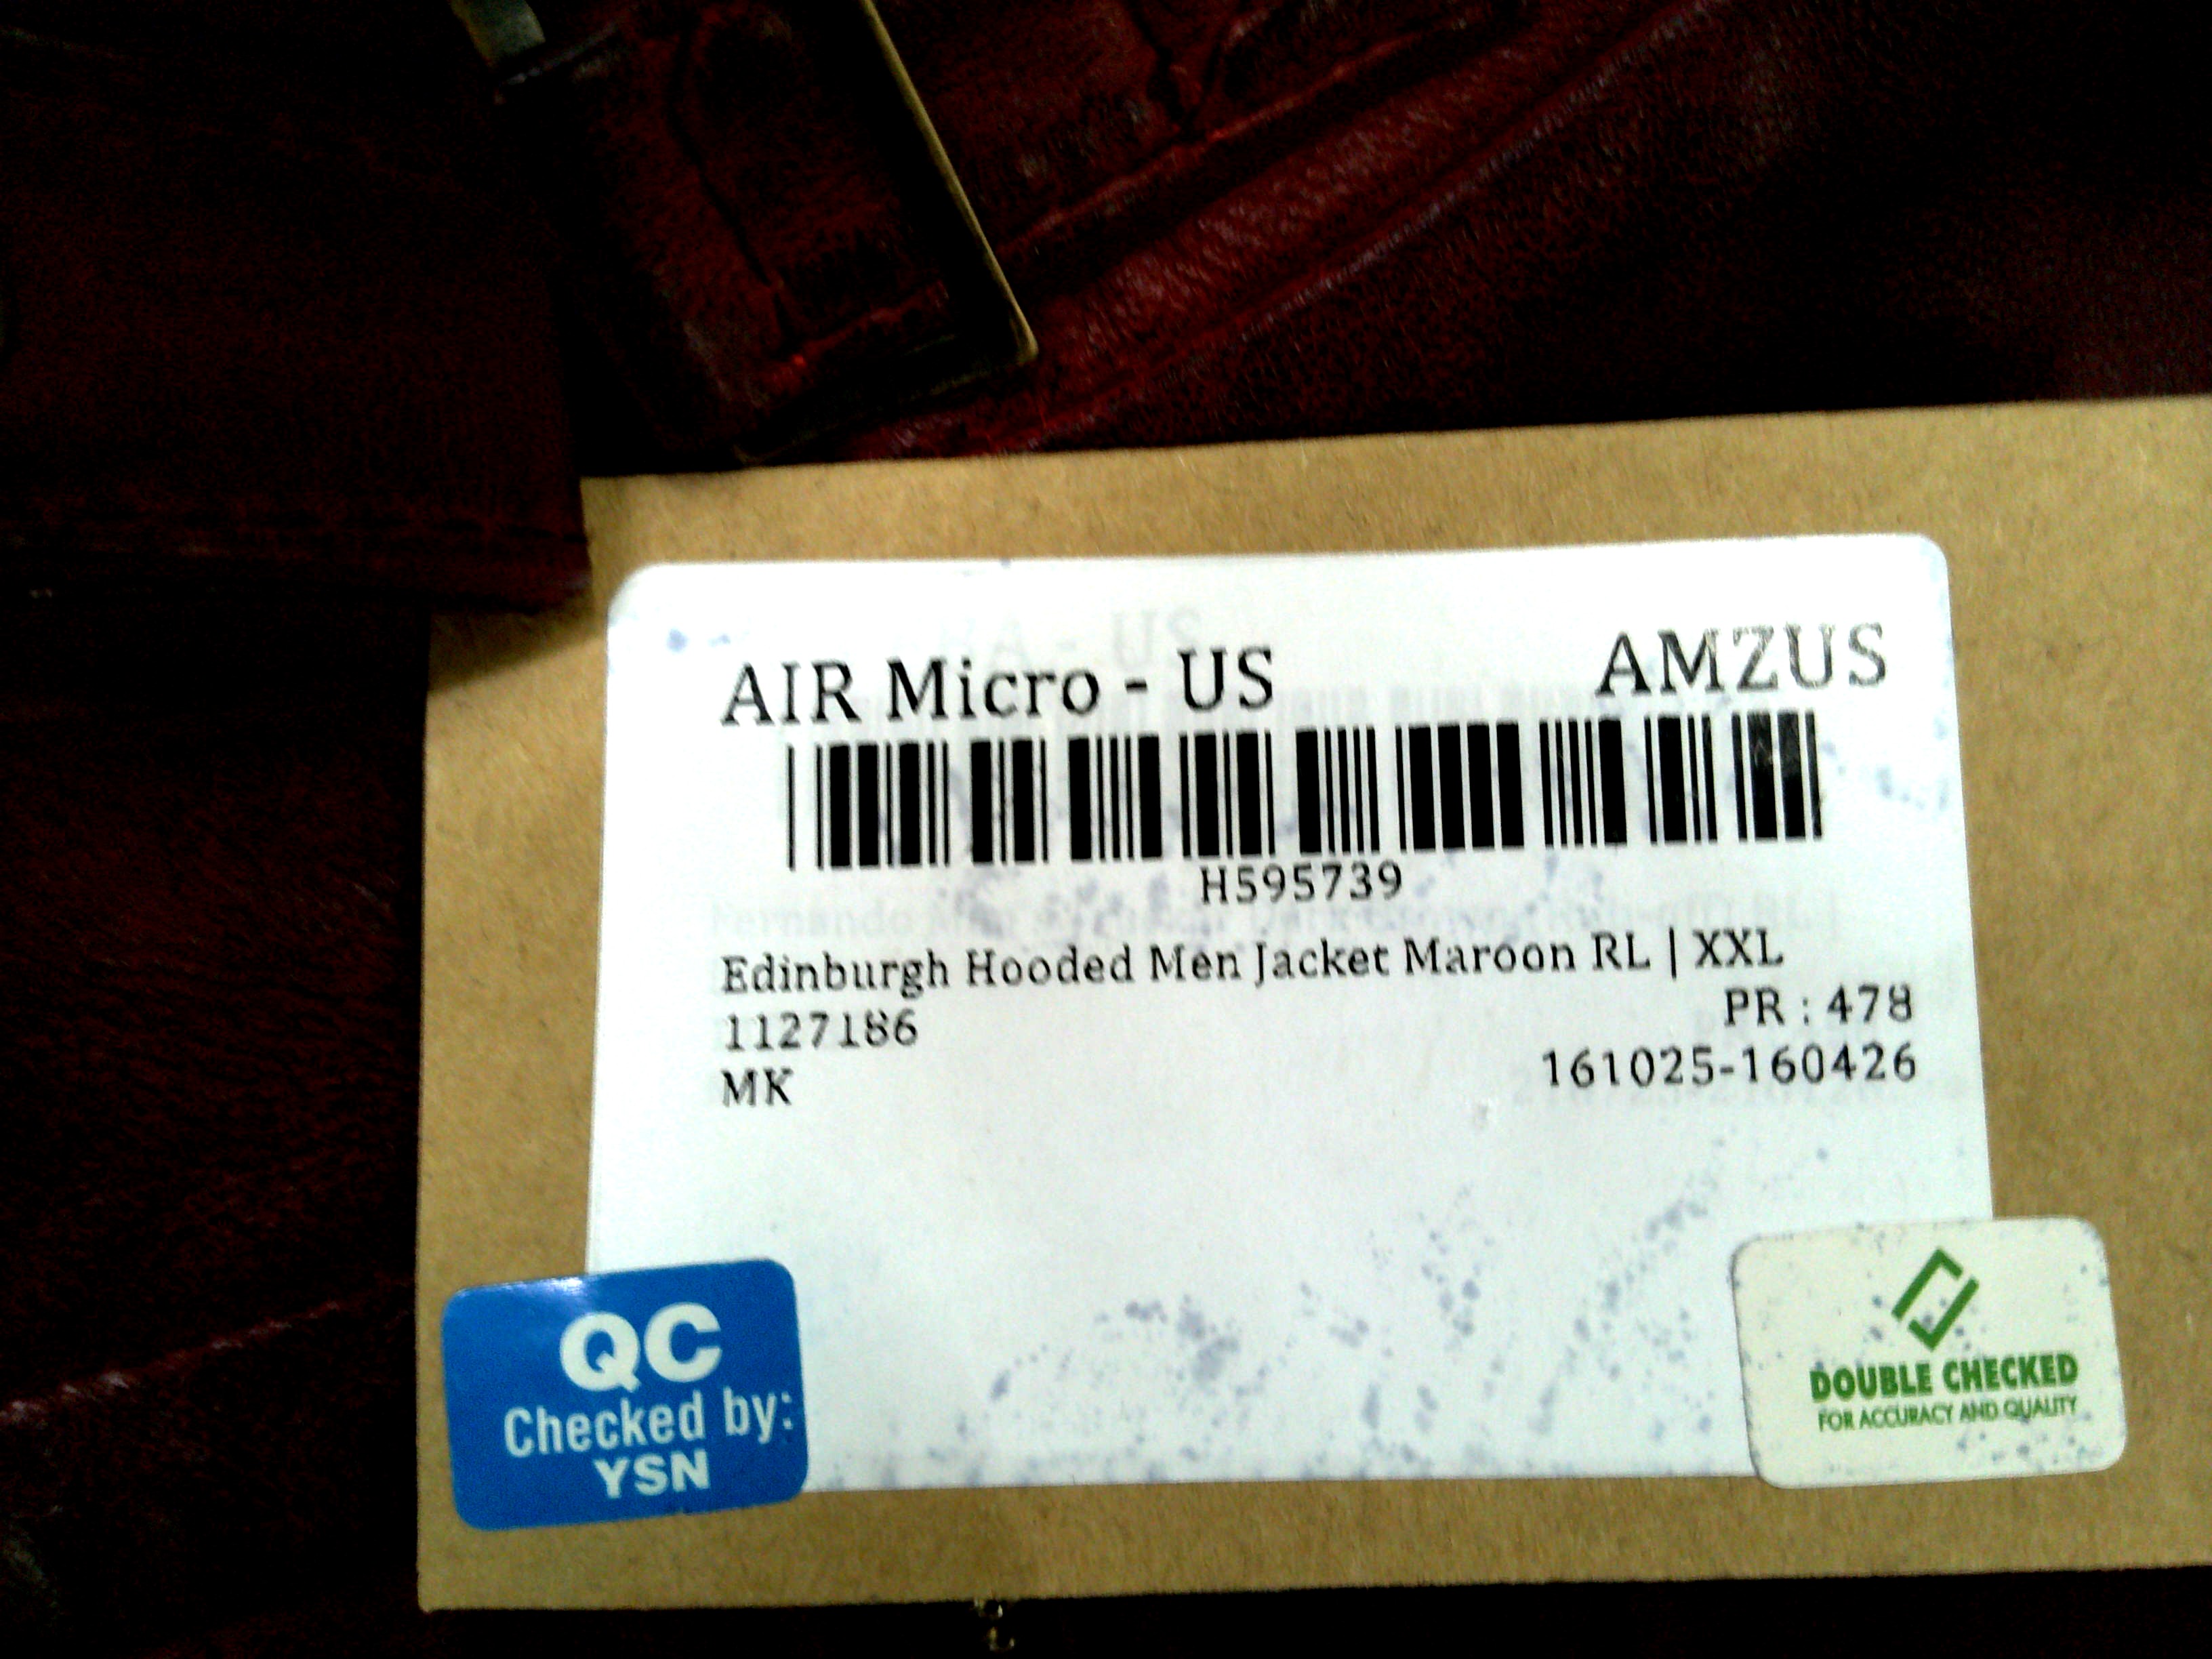 AIR Micro - US AMZUS
H595739
Edinburgh Hooded Men Jacket Maroon RL | XXL
1127186 PR : 478
MK 161025-160426
QC
Checked by:
YSN
DOUBLE CHECKED
FOR ACCURACY AND QUALITY